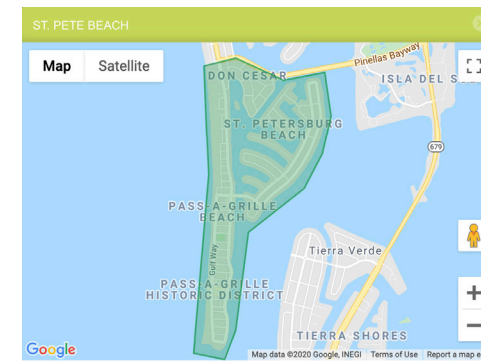 ST. PETE BEACH
Map Satellite
Pinellas Bayway
DON CESAR
ISLA DEL S
ST. PETERSBURG
BEACH
679
PASS-A-GRILLE
BEACH
Gulf Way
Tierra Verde
PASS-A-GRILLE
HISTORIC DISTRICT
TIERRA SHORES
Google
Map data ©2020 Google, INEGI Terms of Use Report a map e